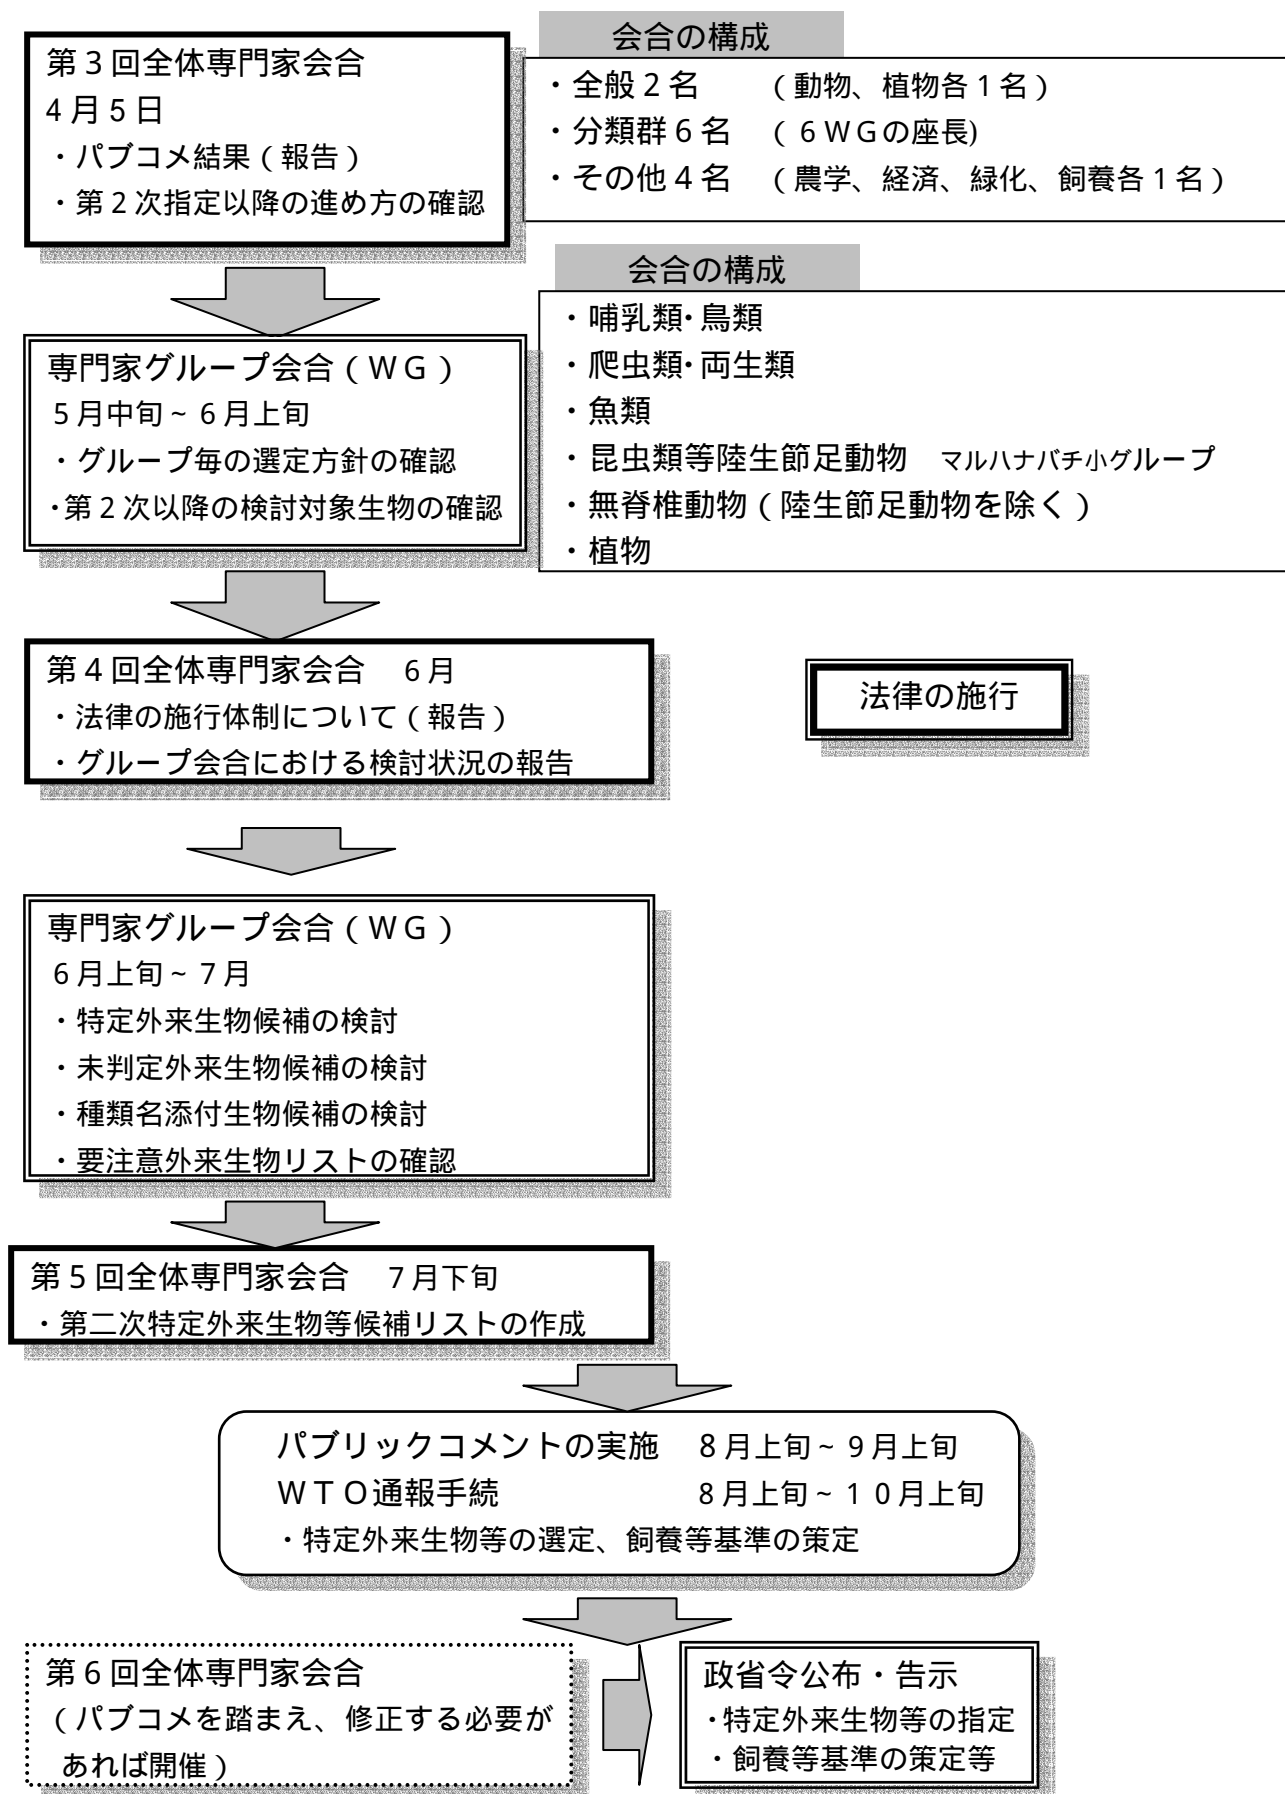 第3回全体専門家会合
4月5日
・パブコメ結果（報告）
・第2次指定以降の進め方の確認
会合の構成
・全般2名　　（動物、植物各1名）
・分類群6名　（6WGの座長)
・その他4名　（農学、経済、緑化、飼養各1名）
専門家グループ会合（WG）
5月中旬~6月上旬
・グループ毎の選定方針の確認
・第2次以降の検討対象生物の確認
会合の構成
・哺乳類・鳥類
・爬虫類・両生類
・魚類
・昆虫類等陸生節足動物　マルハナバチ小グループ
・無脊椎動物（陸生節足動物を除く）
・植物
第4回全体専門家会合　6月
・法律の施行体制について（報告）
・グループ会合における検討状況の報告
法律の施行
専門家グループ会合（WG）
6月上旬~7月
・特定外来生物候補の検討
・未判定外来生物候補の検討
・種類名添付生物候補の検討
・要注意外来生物リストの確認
第5回全体専門家会合　7月下旬
・第二次特定外来生物等候補リストの作成
パブリックコメントの実施　8月上旬~9月上旬
WTO通報手続　8月上旬~10月上旬
・特定外来生物等の選定、飼養等基準の策定
第6回全体専門家会合
（パブコメを踏まえ、修正する必要が
あれば開催）
政省令公布・告示
・特定外来生物等の指定
・飼養等基準の策定等